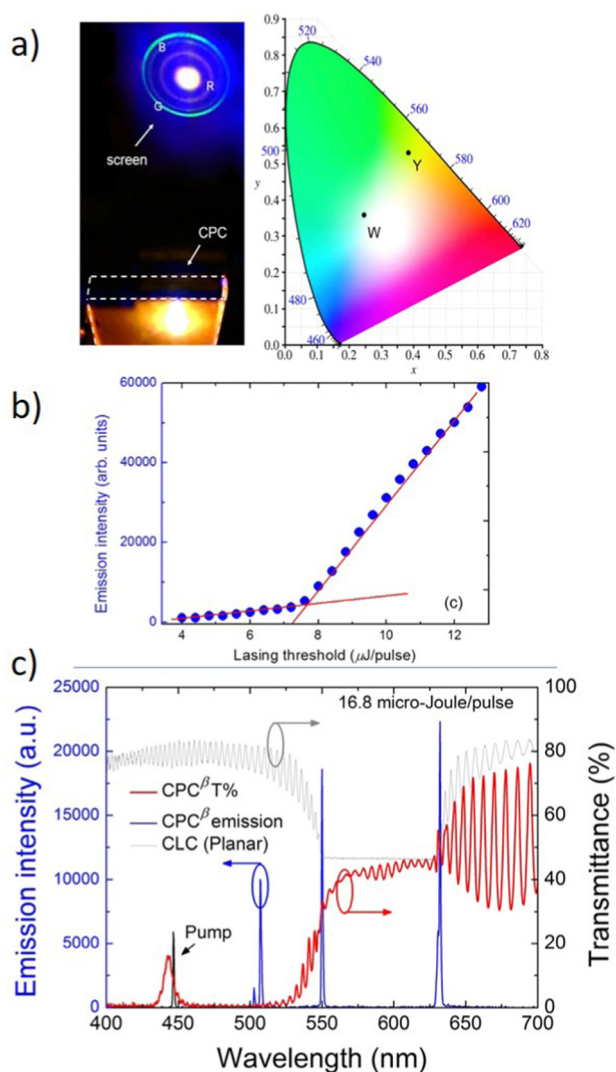 a)
B
R
G
screen
CPC
y
0.9
0.8
0.7
0.6
0.5
0.4
0.3
0.2
0.1
0.0
0.0 0.1 0.2 0.3 0.4 0.5 0.6 0.7 0.8
x
520
540
560
500
580
600
620
480
460
Y
W
b)
Emission intensity (arb. units)
60000
40000
20000
0
4 6 8 10 12
(c)
Lasing threshold (μJ/pulse)
c)
Emission intensity (a.u.)
25000
20000
15000
10000
5000
0
16.8 micro-Joule/pulse
CPCᵝ T%
CPCᵝ emission
CLC (Planar)
Pump
100
80
60
40
20
0
Transmittance (%)
400 450 500 550 600 650 700
Wavelength (nm)